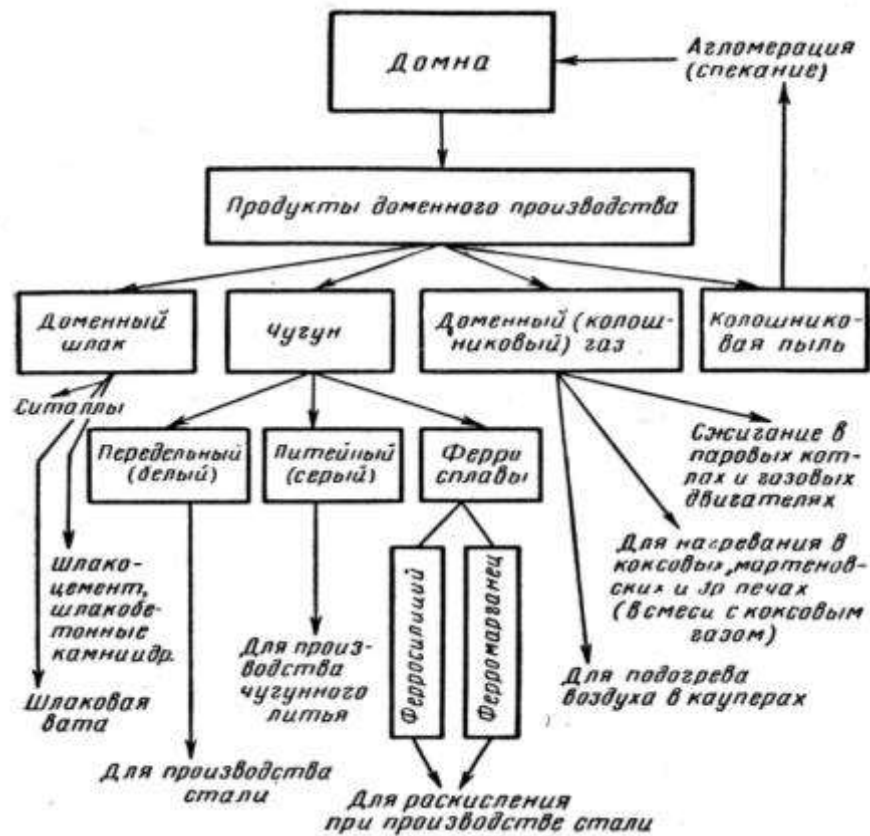 Домна
Агломерация
(спекание)
Продукты доменного производства
Доменный
шлак
Чугун
Доменный (колош-
никовый) газ
Колошнико-
вая пыль
Ситаллы
Передельный
(белый)
Литейный
(серый)
Ферро
сплавы
Сжигание в
паровых кот-
лах и газовых
двигателях
Шлако-
цемент,
шлакобе-
тонные
камни и др.
Шлаковая
вата
Для произ-
водства
чугунного
литья
Ферросилиций
Ферромарганец
Для нагревания в
коксовых, мартенов-
ских и др печах
(в смеси с коксовым
газом)
Для подогрева
воздуха в кауперах
Для производства
стали
Для раскисления
при производстве стали